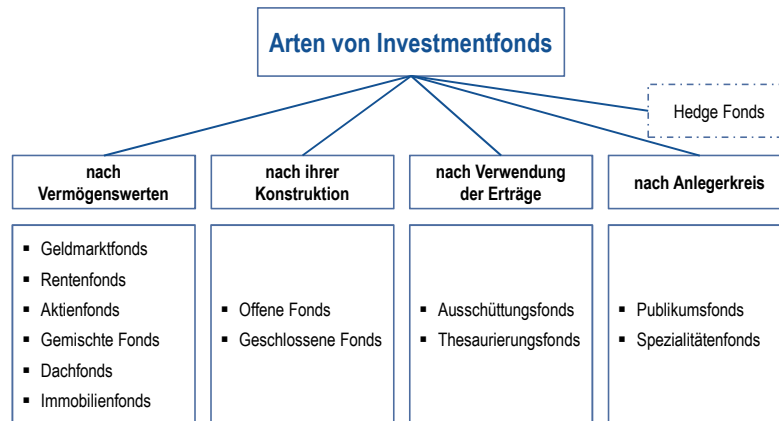 Arten von Investmentfonds
Hedge Fonds
nach
Vermögenswerten
nach ihrer
Konstruktion
nach Verwendung
der Erträge
nach Anlegerkreis
▪ Geldmarktfonds
▪ Rentenfonds
▪ Aktienfonds
▪ Gemischte Fonds
▪ Dachfonds
▪ Immobilienfonds
▪ Offene Fonds
▪ Geschlossene Fonds
▪ Ausschüttungsfonds
▪ Thesaurierungsfonds
▪ Publikumsfonds
▪ Spezialitätenfonds